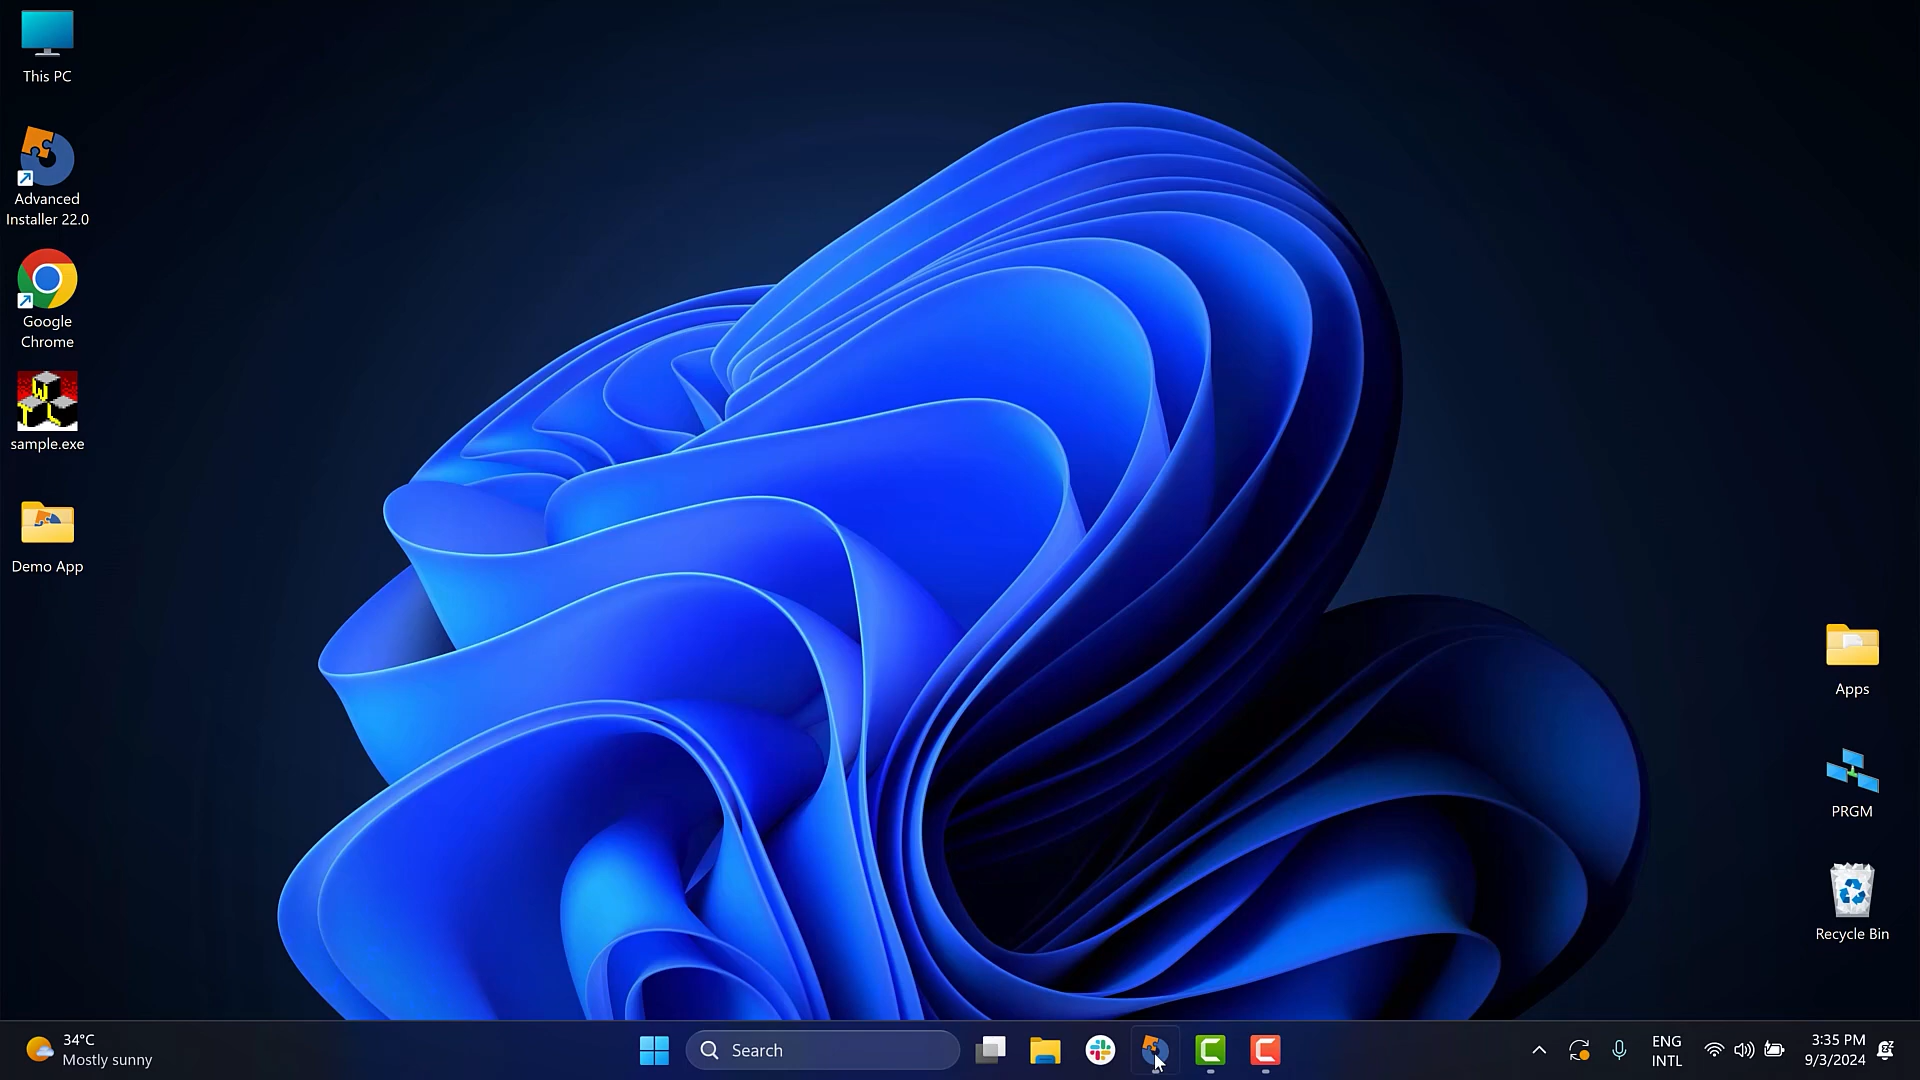 This PC
Advanced
Installer 22.0
Google
Chrome
sample.exe
Demo App
Apps
PRGM
Recycle Bin
34°C
Mostly sunny
Search
ENG
INTL
3:35 PM
9/3/2024